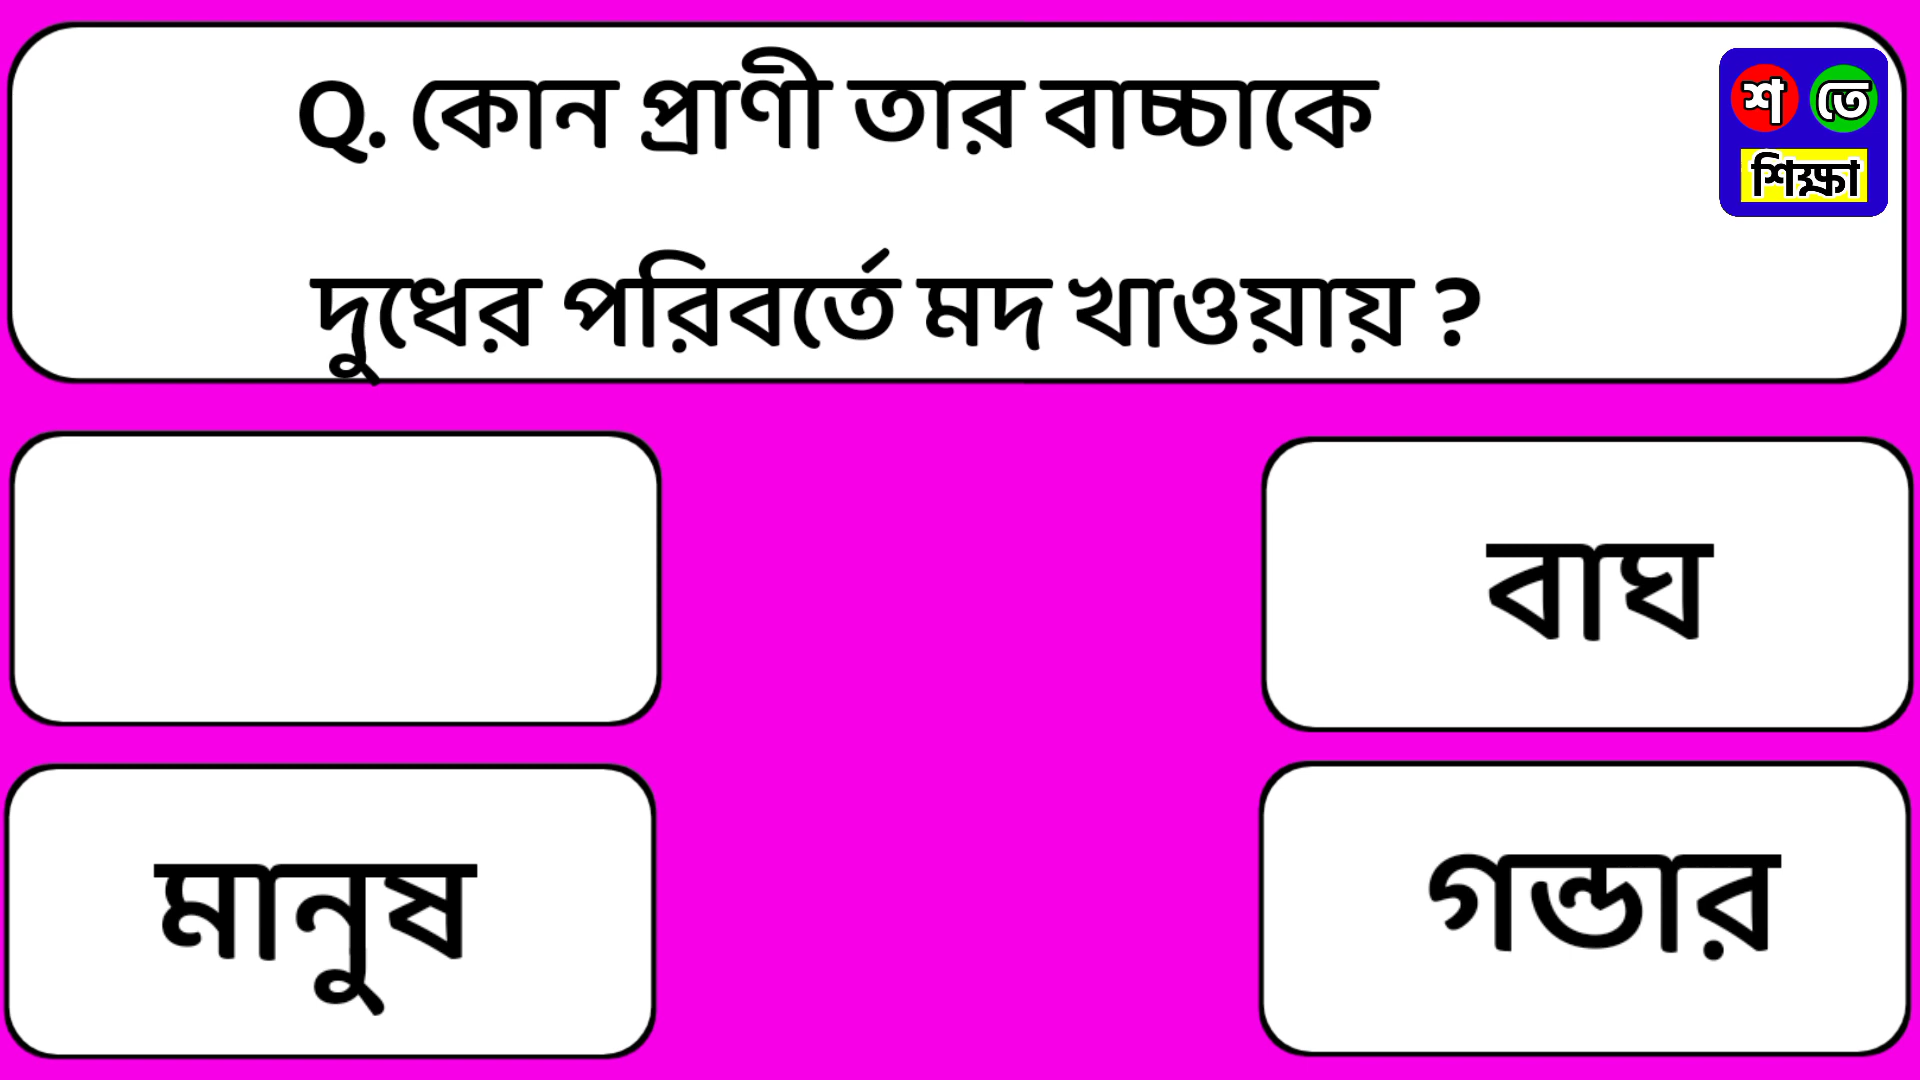 Q. কোন প্রাণী তার বাচ্চাকে
দুধের পরিবর্তে মদ খাওয়ায় ?
শ তে
শিক্ষা
বাঘ
মানুষ
গন্ডার